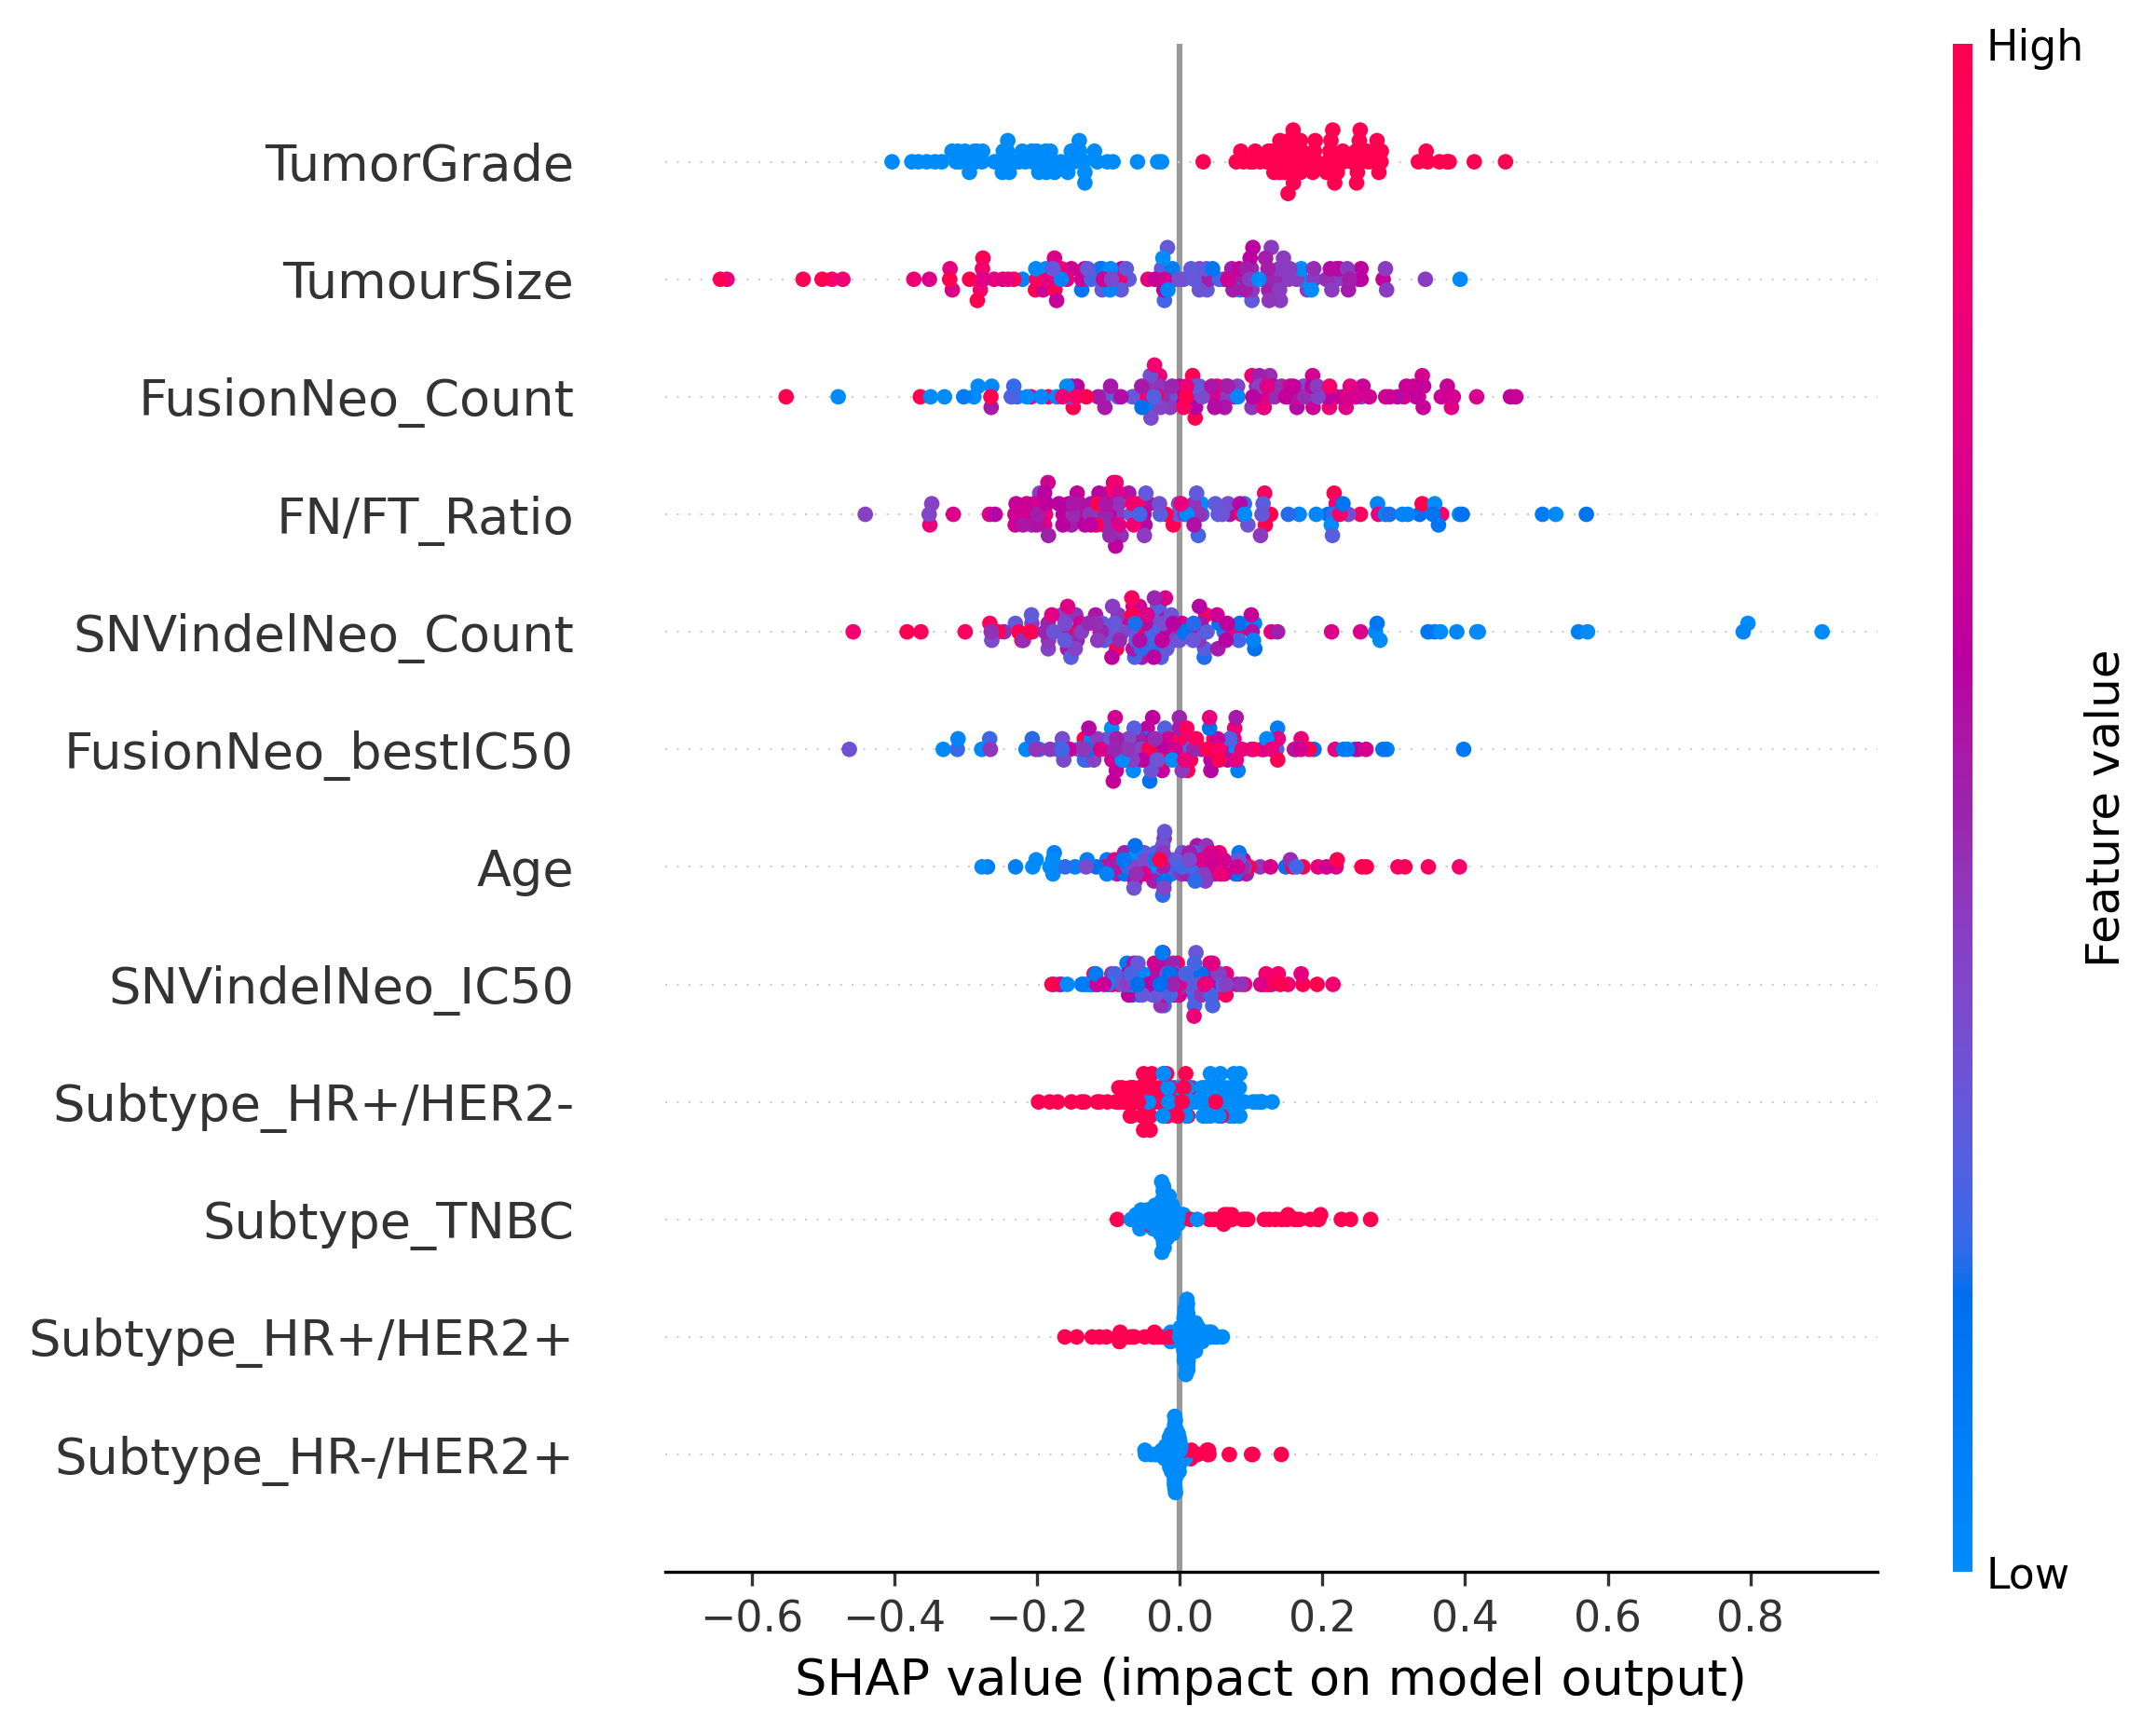 High
TumorGrade
TumourSize
FusionNeo_Count
FN/FT_Ratio
SNVindelNeo_Count
FusionNeo_bestIC50
Age
SNVindelNeo_IC50
Subtype_HR+/HER2-
Subtype_TNBC
Subtype_HR+/HER2+
Subtype_HR-/HER2+
Feature value
Low
−0.6 −0.4 −0.2 0.0 0.2 0.4 0.6 0.8
SHAP value (impact on model output)